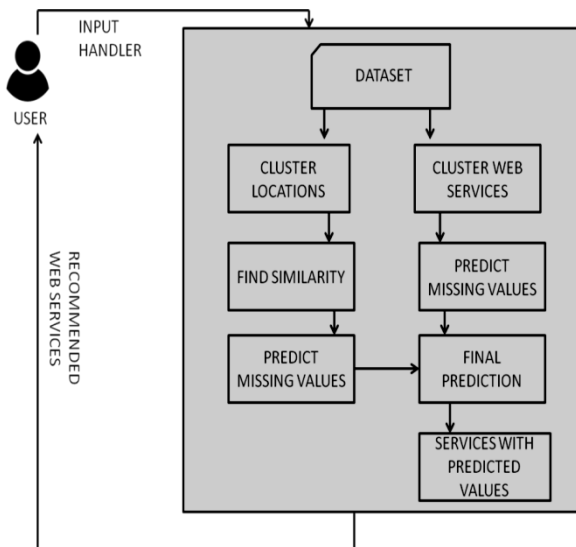 INPUT
HANDLER
USER
DATASET
CLUSTER
LOCATIONS
CLUSTER WEB
SERVICES
FIND SIMILARITY
PREDICT
MISSING VALUES
PREDICT
MISSING VALUES
FINAL
PREDICTION
SERVICES WITH
PREDICTED
VALUES
RECOMMENDED
WEB SERVICES